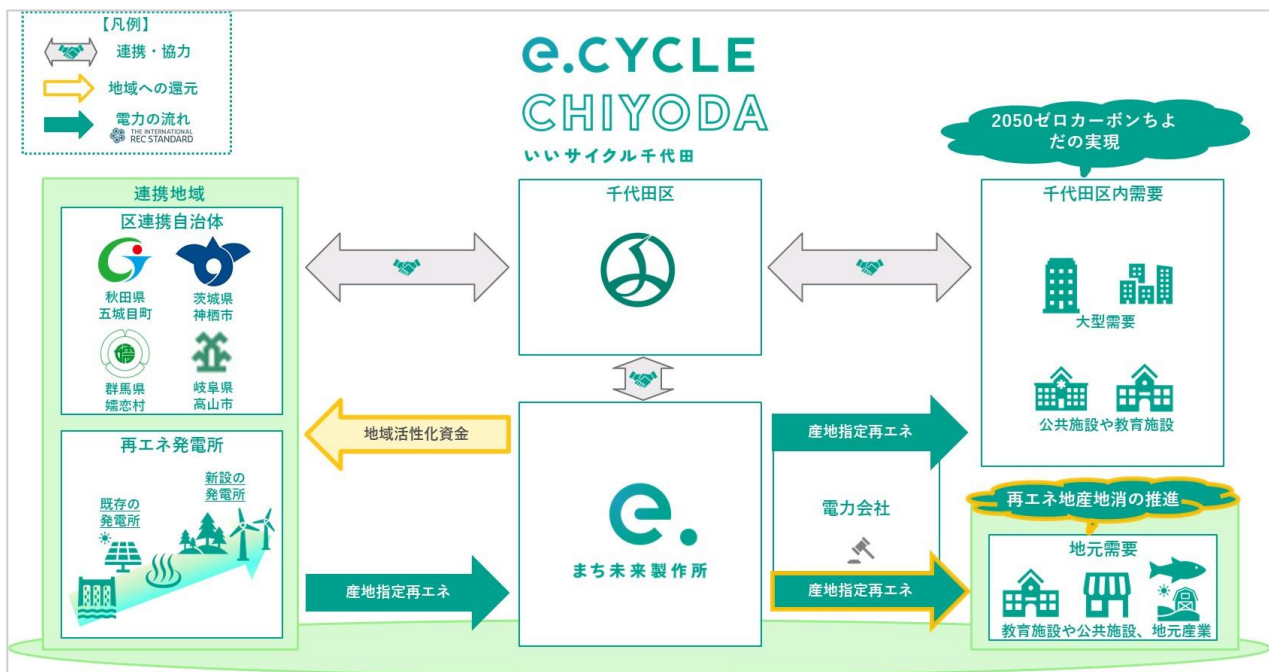 【凡例】
連携・協力
地域への還元
電力の流れ
THE INTERNATIONAL
REC STANDARD
e.CYCLE
CHIYODA
いいサイクル千代田
2050ゼロカーボンちよ
だの実現
連携地域
区連携自治体
秋田県
五城目町
茨城県
神栖市
群馬県
嬬恋村
岐阜県
高山市
千代田区
千代田区内需要
大型需要
公共施設や教育施設
地域活性化資金
産地指定再エネ
再エネ発電所
新設の
発電所
既存の
発電所
産地指定再エネ
e.
まち未来製作所
電力会社
産地指定再エネ
再エネ地産地消の推進
地元需要
教育施設や公共施設、地元産業